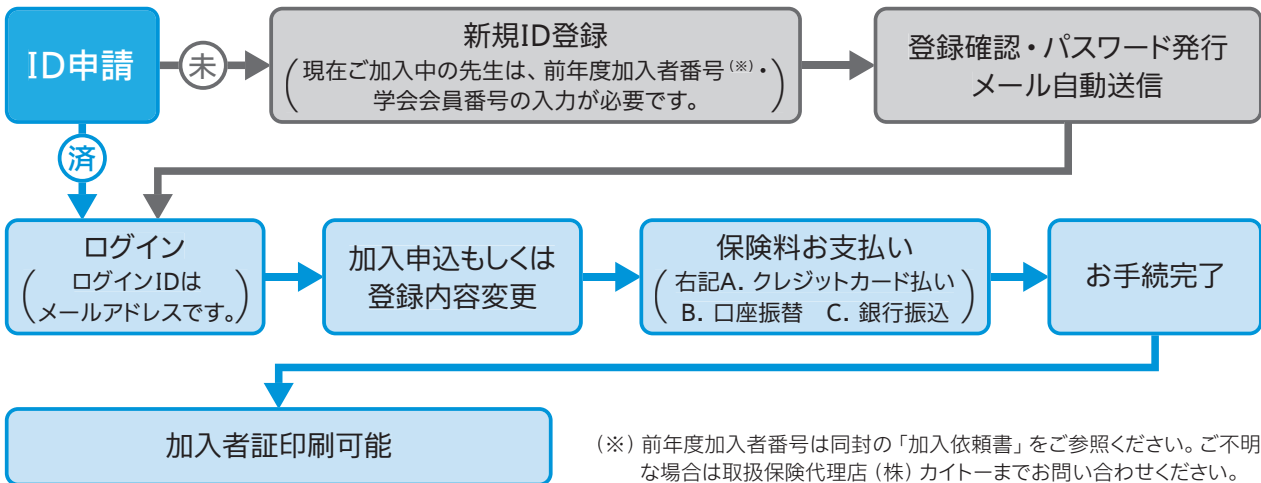 ID申請
未
新規ID登録
(現在ご加入中の先生は、前年度加入者番号(※)・
学会会員番号の入力が必要です。)
登録確認・パスワード発行
メール自動送信
済
ログイン
(ログインIDは
メールアドレスです。)
加入申込もしくは
登録内容変更
保険料お支払い
(右記A. クレジットカード払い
B. 口座振替 C. 銀行振込)
お手続完了
加入者証印刷可能
(※)前年度加入者番号は同封の「加入依頼書」をご参照ください。ご不明
な場合は取扱保険代理店(株)カイトーまでお問い合わせください。